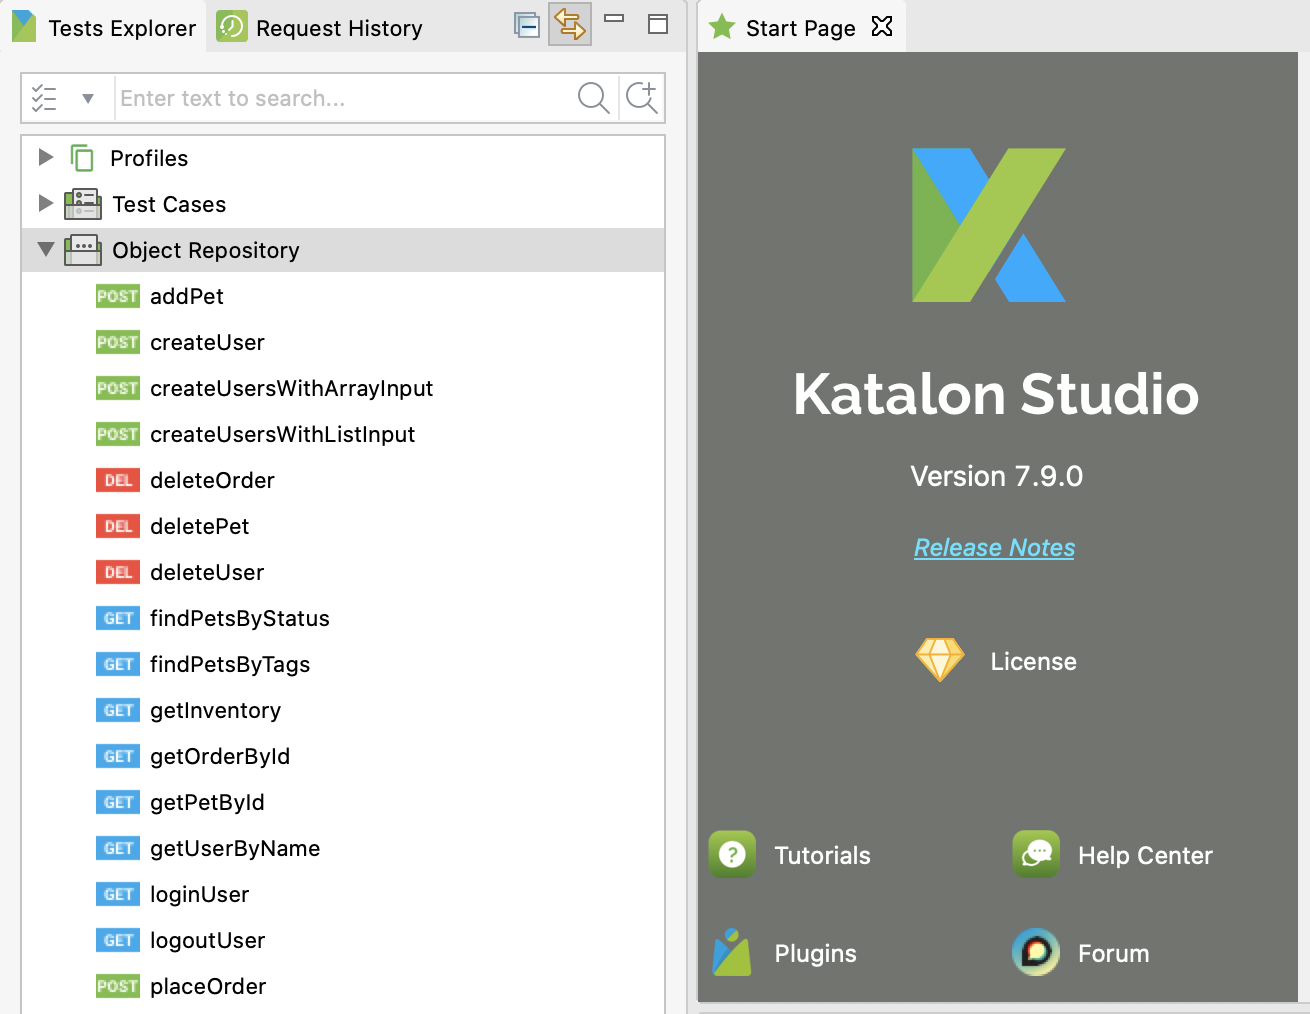 Tests Explorer
Request History
Enter text to search...
Profiles
Test Cases
Object Repository
POST addPet
POST createUser
POST createUsersWithArrayInput
POST createUsersWithListInput
DEL deleteOrder
DEL deletePet
DEL deleteUser
GET findPetsByStatus
GET findPetsByTags
GET getInventory
GET getOrderById
GET getPetById
GET getUserByName
GET loginUser
GET logoutUser
POST placeOrder
Start Page
Katalon Studio
Version 7.9.0
Release Notes
License
Tutorials
Help Center
Plugins
Forum